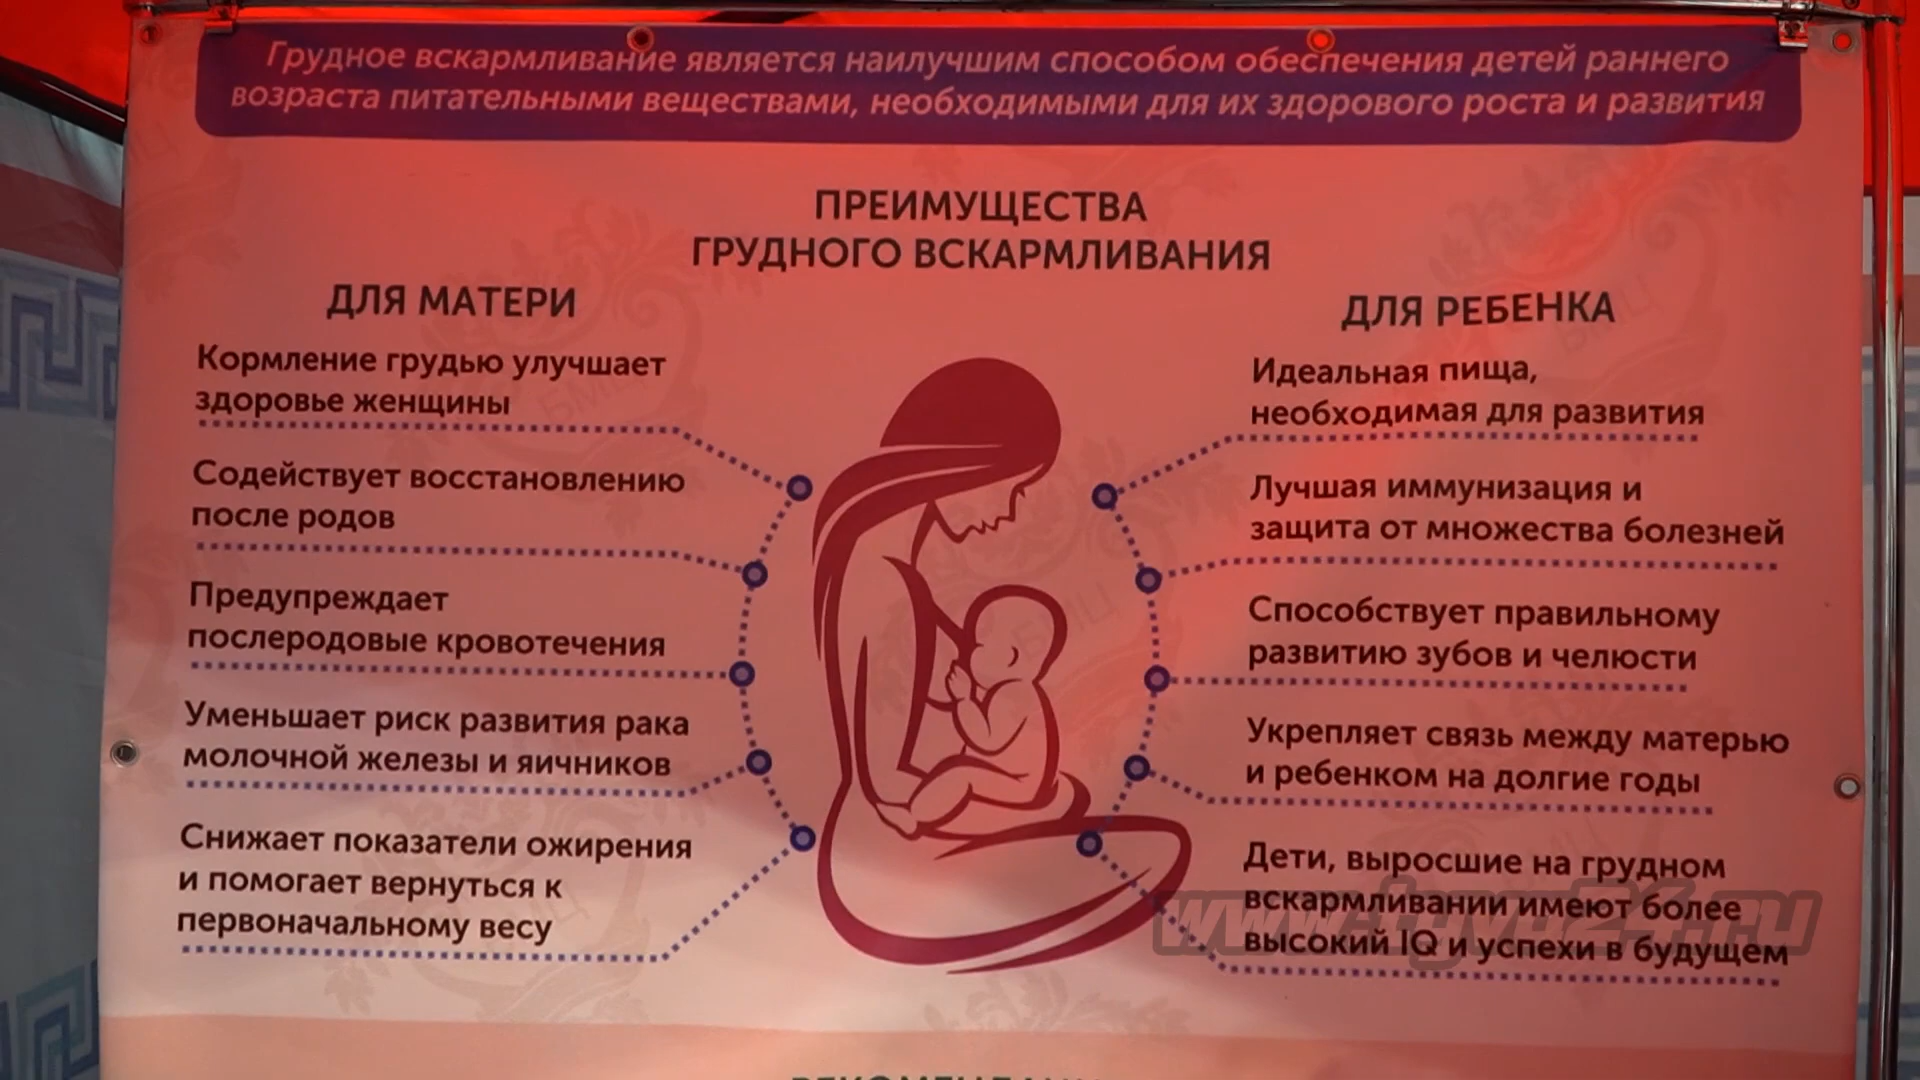 Грудное вскармливание является наилучшим способом обеспечения детей раннего
возраста питательными веществами, необходимыми для их здорового роста и развития
ПРЕИМУЩЕСТВА
ГРУДНОГО ВСКАРМЛИВАНИЯ
ДЛЯ МАТЕРИ
Кормление грудью улучшает
здоровье женщины
Содействует восстановлению
после родов
Предупреждает
послеродовые кровотечения
Уменьшает риск развития рака
молочной железы и яичников
Снижает показатели ожирения
и помогает вернуться к
первоначальному весу
ДЛЯ РЕБЕНКА
Идеальная пища,
необходимая для развития
Лучшая иммунизация и
защита от множества болезней
Способствует правильному
развитию зубов и челюсти
Укрепляет связь между матерью
и ребенком на долгие годы
Дети, выросшие на грудном
вскармливании имеют более
высокий IQ и успехи в будущем
www.tyva24.ru